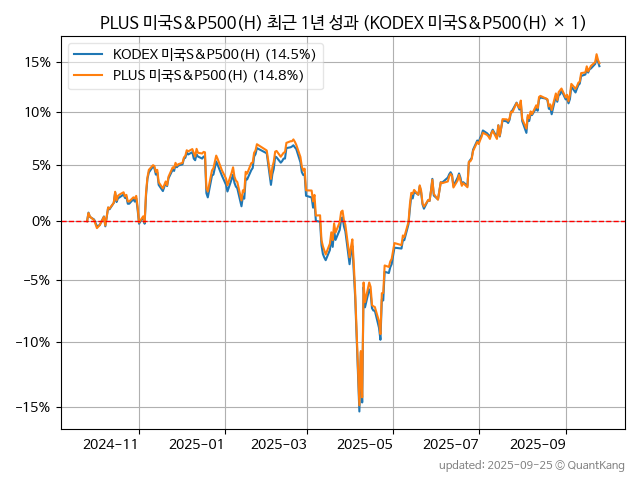 PLUS 미국S&P500(H) 최근 1년 성과 (KODEX 미국S&P500(H) × 1)
KODEX 미국S&P500(H) (14.5%)
PLUS 미국S&P500(H) (14.8%)
15%
10%
5%
0%
−5%
−10%
−15%
2024-11 2025-01 2025-03 2025-05 2025-07 2025-09
updated: 2025-09-25 © QuantKang